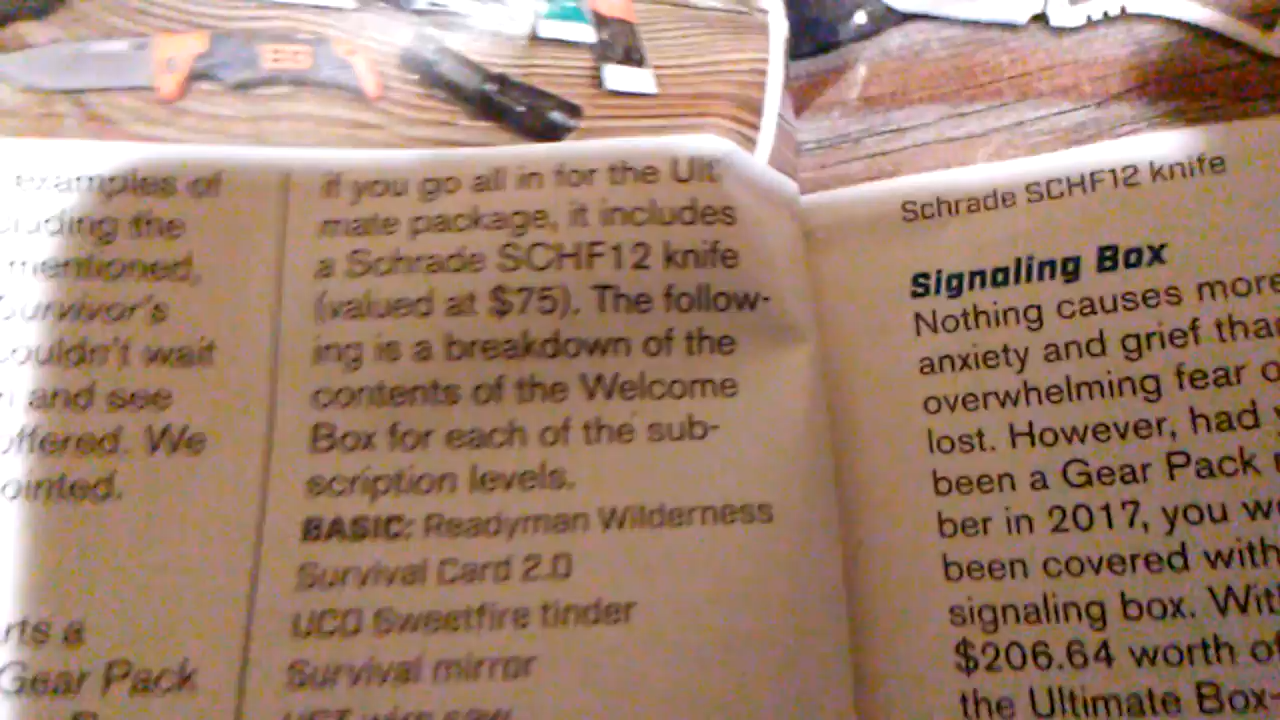 examples of
the
mentioned,
Survivor's
couldn't wait
and see
offered. We
rts a
Gear Pack
if you go all in for the Ulti
mate package, it includes
a Schrade SCHF12 knife
(valued at $75). The follow-
ing is a breakdown of the
contents of the Welcome
Box for each of the sub-
scription levels.
BASIC: Readyman Wilderness
Survival Card 2.0
UCO Sweetfire tinder
Survival mirror
wire saw
Schrade SCHF12 knife
Signaling Box
Nothing causes more
anxiety and grief tha
overwhelming fear o
lost. However, had
been a Gear Pack
ber in 2017, you w
been covered with
signaling box. Wit
$206.64 worth of
the Ultimate Box-